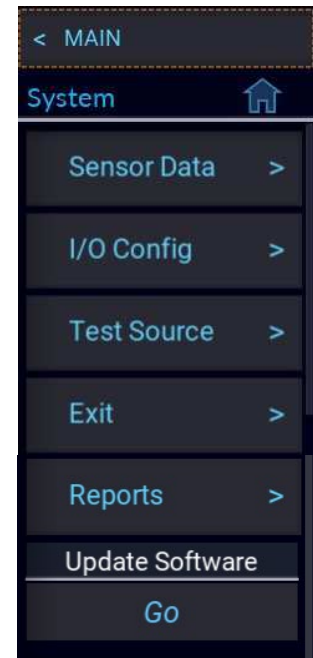 < MAIN
System
Sensor Data >
I/O Config >
Test Source >
Exit >
Reports >
Update Software
Go